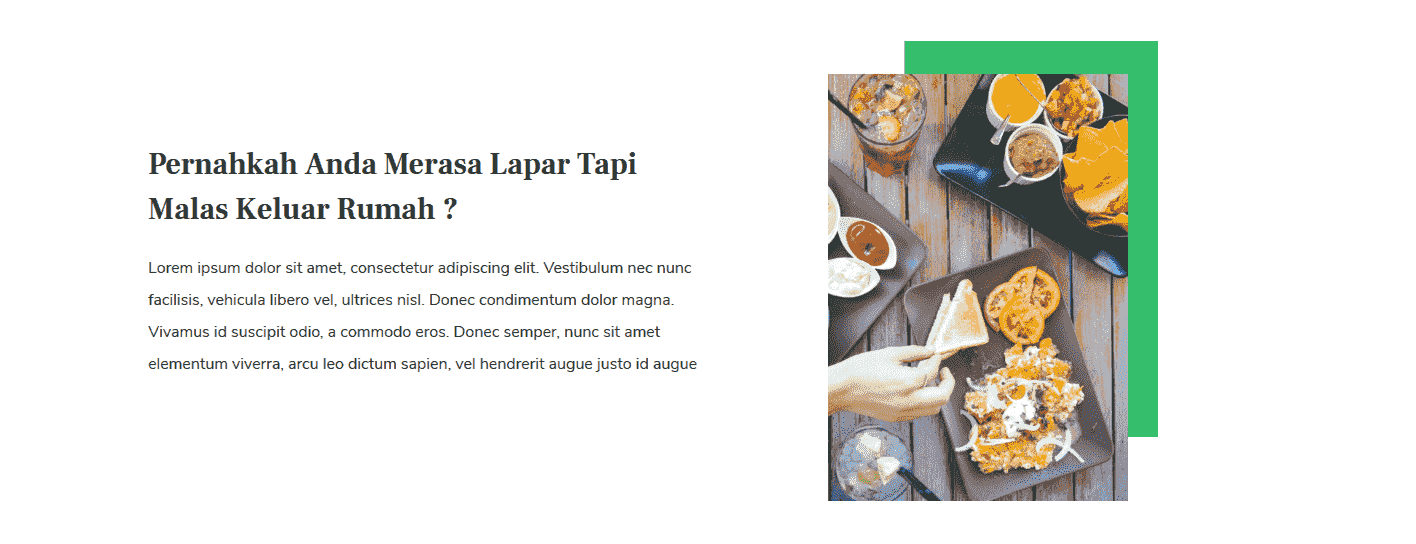 Pernahkah Anda Merasa Lapar Tapi
Malas Keluar Rumah ?
Lorem ipsum dolor sit amet, consectetur adipiscing elit. Vestibulum nec nunc
facilisis, vehicula libero vel, ultrices nisl. Donec condimentum dolor magna.
Vivamus id suscipit odio, a commodo eros. Donec semper, nunc sit amet
elementum viverra, arcu leo dictum sapien, vel hendrerit augue justo id augue